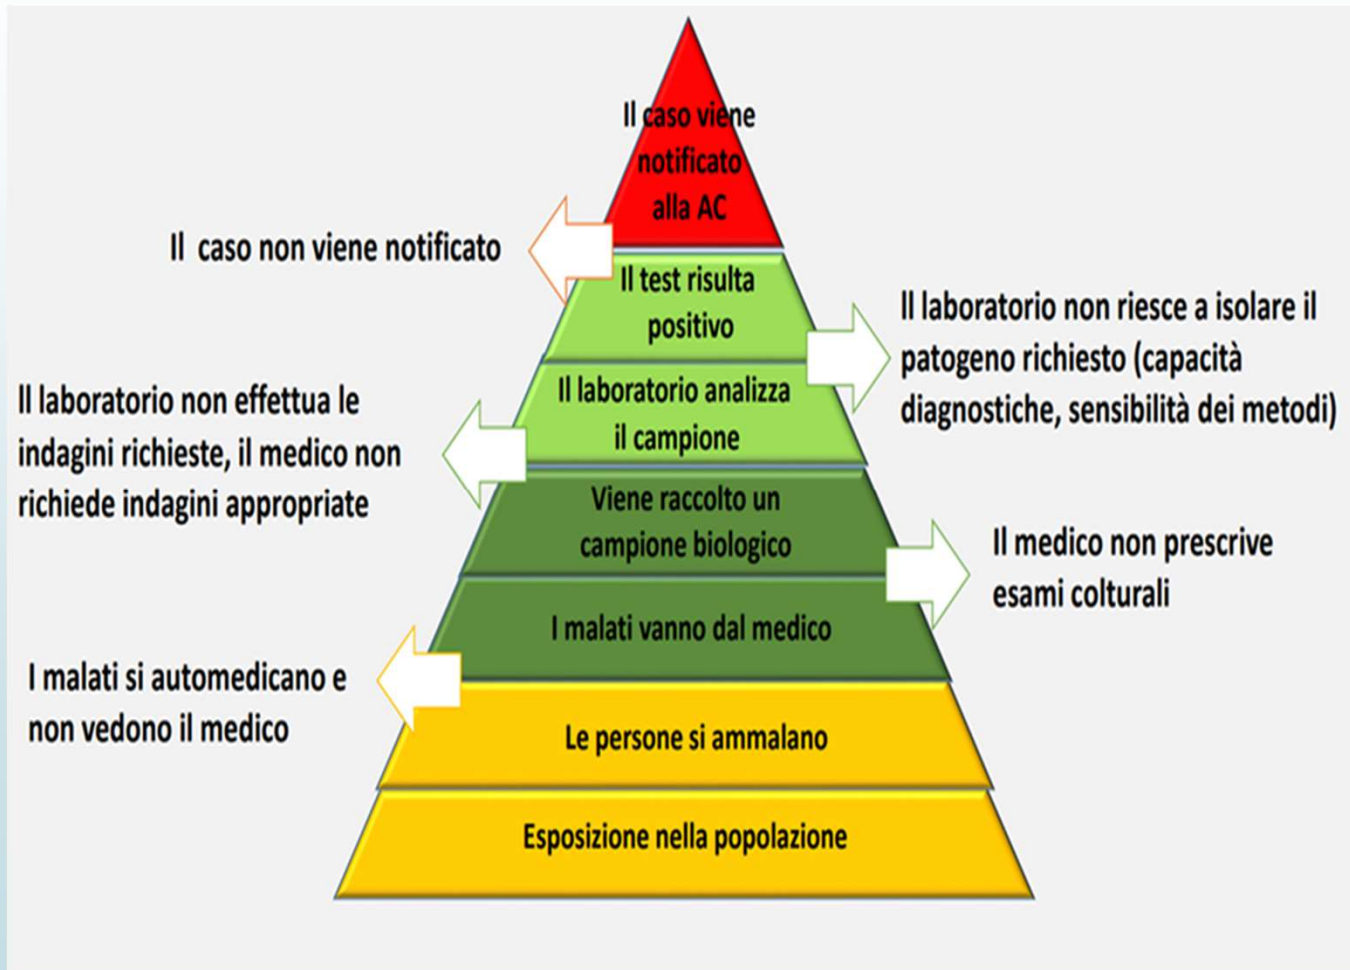 Il caso viene
notificato
alla AC
Il caso non viene notificato
Il test risulta
positivo
Il laboratorio non riesce a isolare il
patogeno richiesto (capacità
diagnostiche, sensibilità dei metodi)
Il laboratorio analizza
il campione
Il laboratorio non effettua le
indagini richieste, il medico non
richiede indagini appropriate
Viene raccolto un
campione biologico
Il medico non prescrive
esami colturali
I malati vanno dal medico
I malati si automedicano e
non vedono il medico
Le persone si ammalano
Esposizione nella popolazione